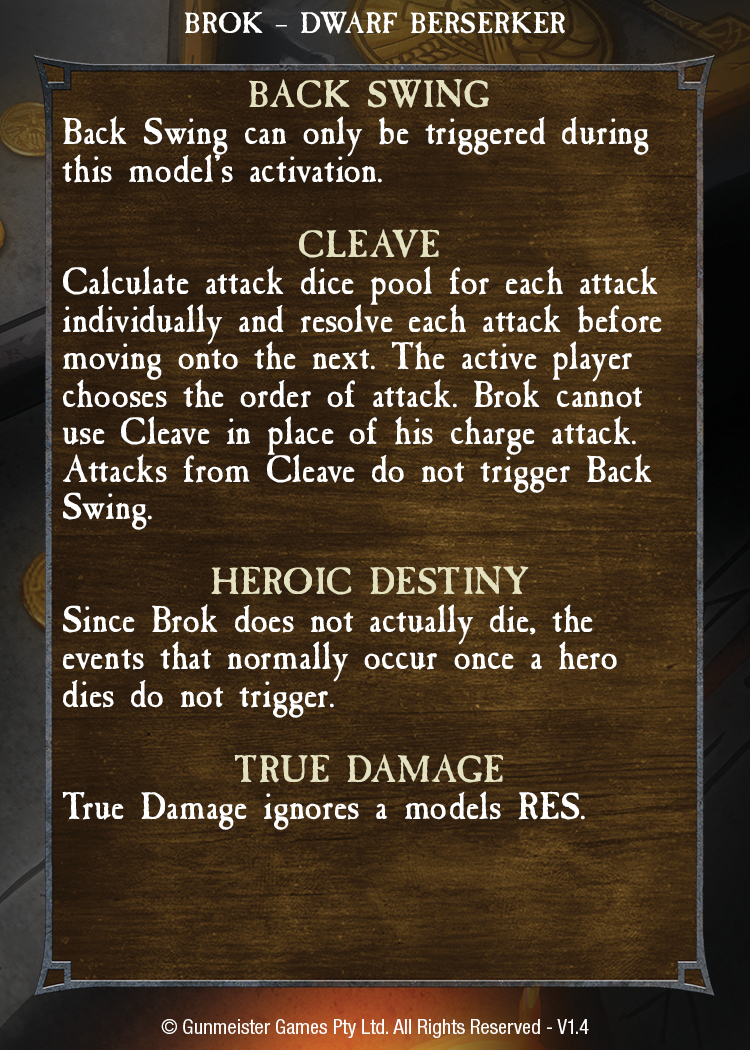 BROK – DWARF BERSERKER
BACK SWING
Back Swing can only be triggered during
this model's activation.
CLEAVE
Calculate attack dice pool for each attack
individually and resolve each attack before
moving onto the next. The active player
chooses the order of attack. Brok cannot
use Cleave in place of his charge attack.
Attacks from Cleave do not trigger Back
Swing.
HEROIC DESTINY
Since Brok does not actually die, the
events that normally occur once a hero
dies do not trigger.
TRUE DAMAGE
True Damage ignores a models RES.
© Gunmeister Games Pty Ltd. All Rights Reserved - V1.4